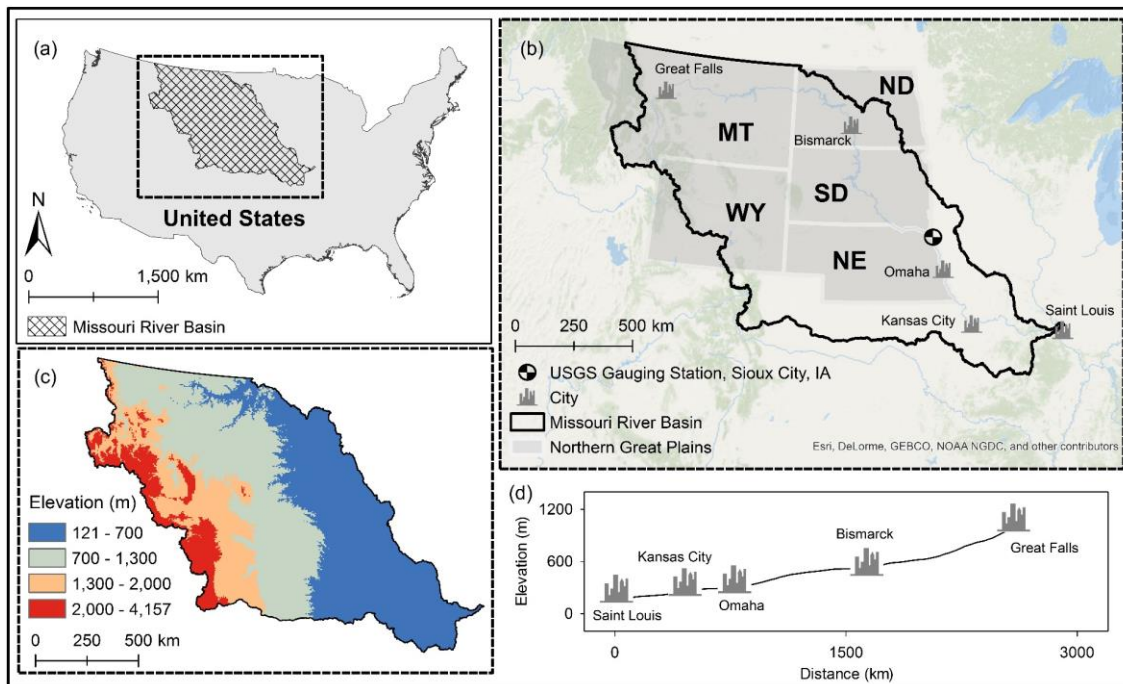 (a)
N
United States
0
1,500 km
Missouri River Basin
(b)
Great Falls
ND
MT
Bismarck
SD
WY
NE
Omaha
Kansas City
Saint Louis
0 250 500 km
USGS Gauging Station, Sioux City, IA
City
Missouri River Basin
Northern Great Plains
Esri, DeLorme, GEBCO, NOAA NGDC, and other contributors
(c)
Elevation (m)
121 - 700
700 - 1,300
1,300 - 2,000
2,000 - 4,157
0 250 500 km
(d)
Elevation (m)
1200
600
0
Saint Louis
Kansas City
Omaha
Bismarck
Great Falls
0 1500 3000
Distance (km)